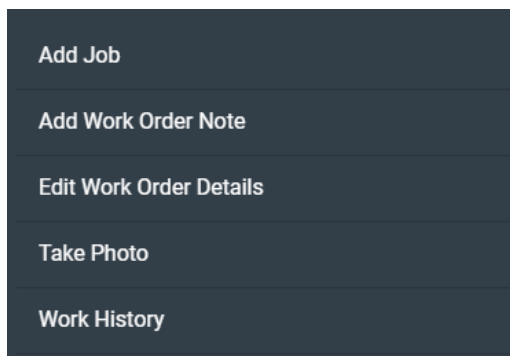 Add Job
Add Work Order Note
Edit Work Order Details
Take Photo
Work History